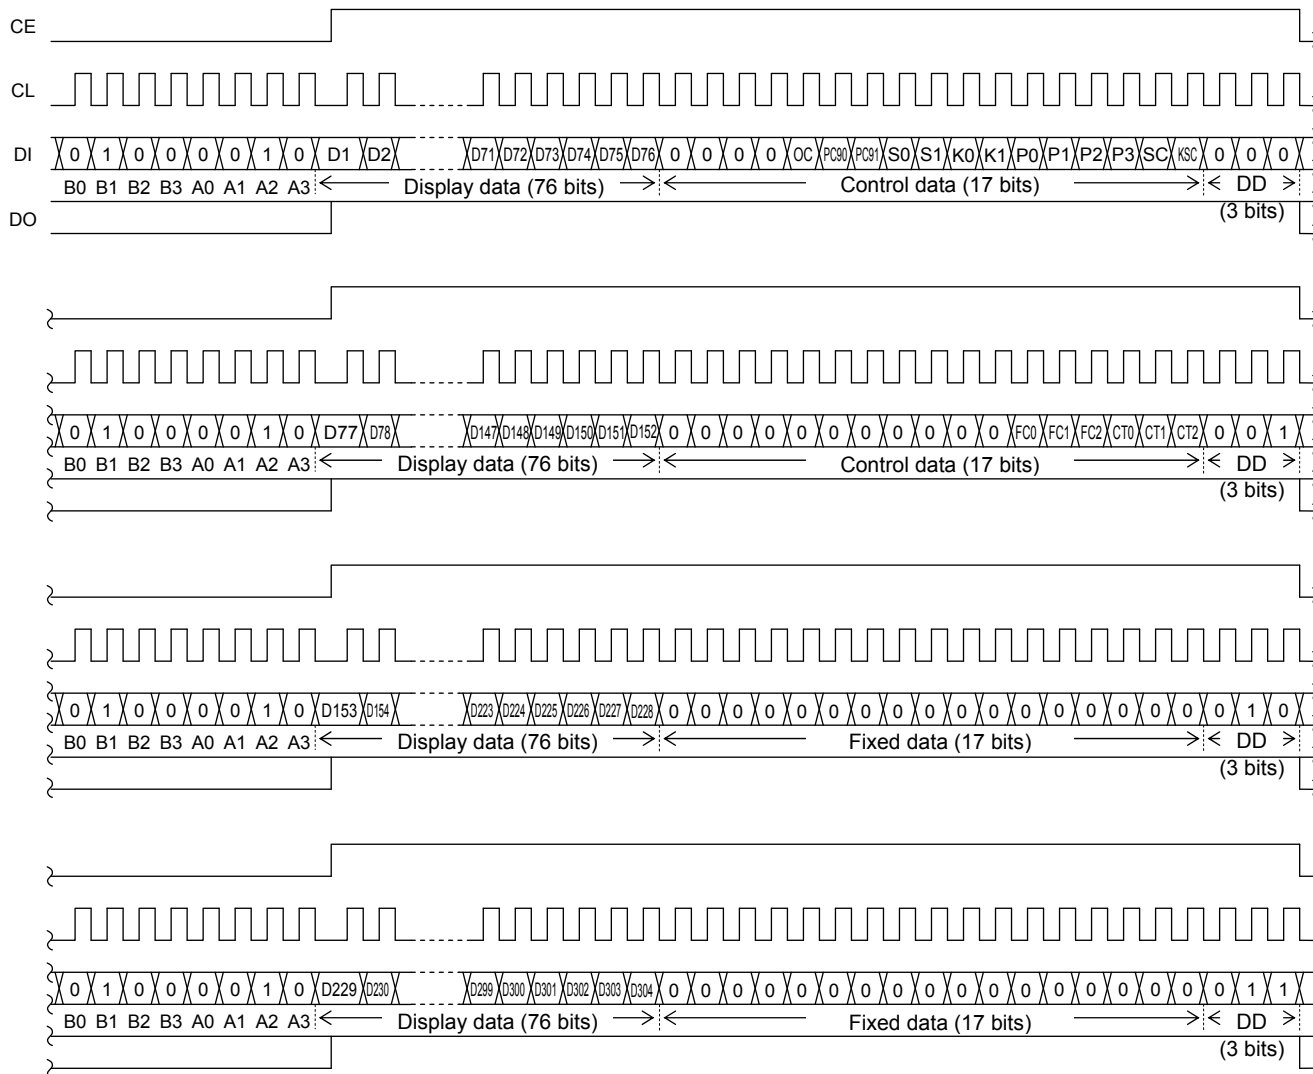 CE
CL
DI 0 1 0 0 0 0 1 0 D1 D2 D71 D72 D73 D74 D75 D76 0 0 0 0 OC PC90 PC91 S0 S1 K0 K1 P0 P1 P2 P3 SC KSC 0 0 0
B0 B1 B2 B3 A0 A1 A2 A3 Display data (76 bits) Control data (17 bits) DD
(3 bits)
DO
0 1 0 0 0 0 1 0 D77 D78 D147 D148 D149 D150 D151 D152 0 0 0 0 0 0 0 0 0 0 0 FC0 FC1 FC2 CT0 CT1 CT2 0 0 1
B0 B1 B2 B3 A0 A1 A2 A3 Display data (76 bits) Control data (17 bits) DD
(3 bits)
0 1 0 0 0 0 1 0 D153 D154 D223 D224 D225 D226 D227 D228 0 0 0 0 0 0 0 0 0 0 0 0 0 0 0 0 0 0 1 0
B0 B1 B2 B3 A0 A1 A2 A3 Display data (76 bits) Fixed data (17 bits) DD
(3 bits)
0 1 0 0 0 0 1 0 D229 D230 D299 D300 D301 D302 D303 D304 0 0 0 0 0 0 0 0 0 0 0 0 0 0 0 0 0 0 1 1
B0 B1 B2 B3 A0 A1 A2 A3 Display data (76 bits) Fixed data (17 bits) DD
(3 bits)